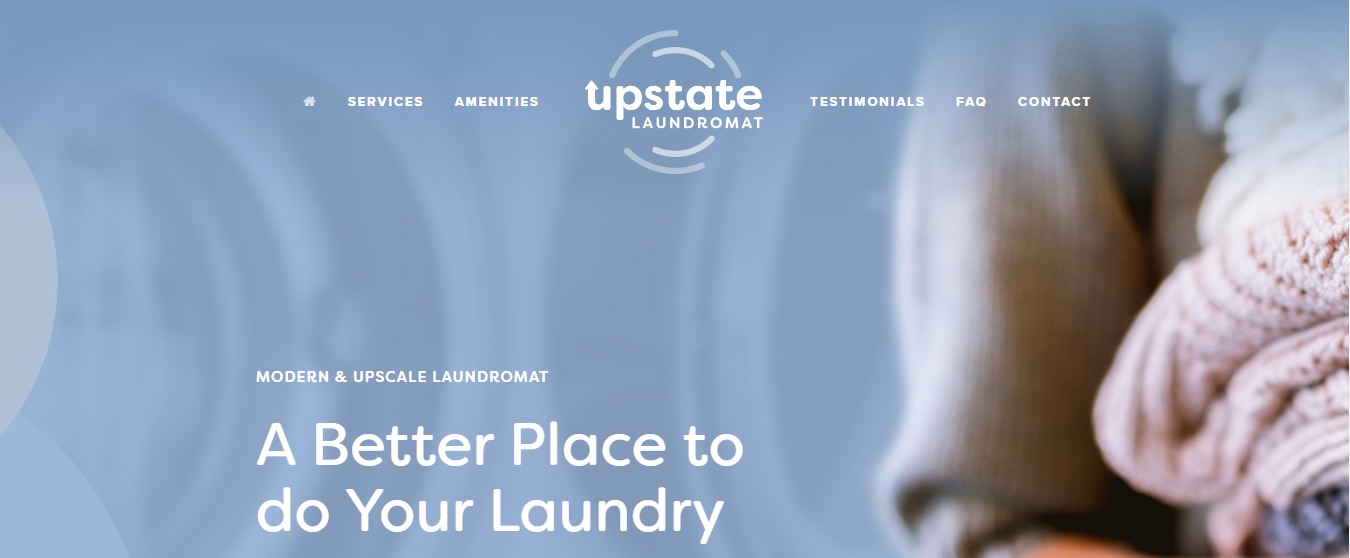 SERVICES AMENITIES
upstate
LAUNDROMAT
TESTIMONIALS FAQ CONTACT
MODERN & UPSCALE LAUNDROMAT
A Better Place to
do Your Laundry